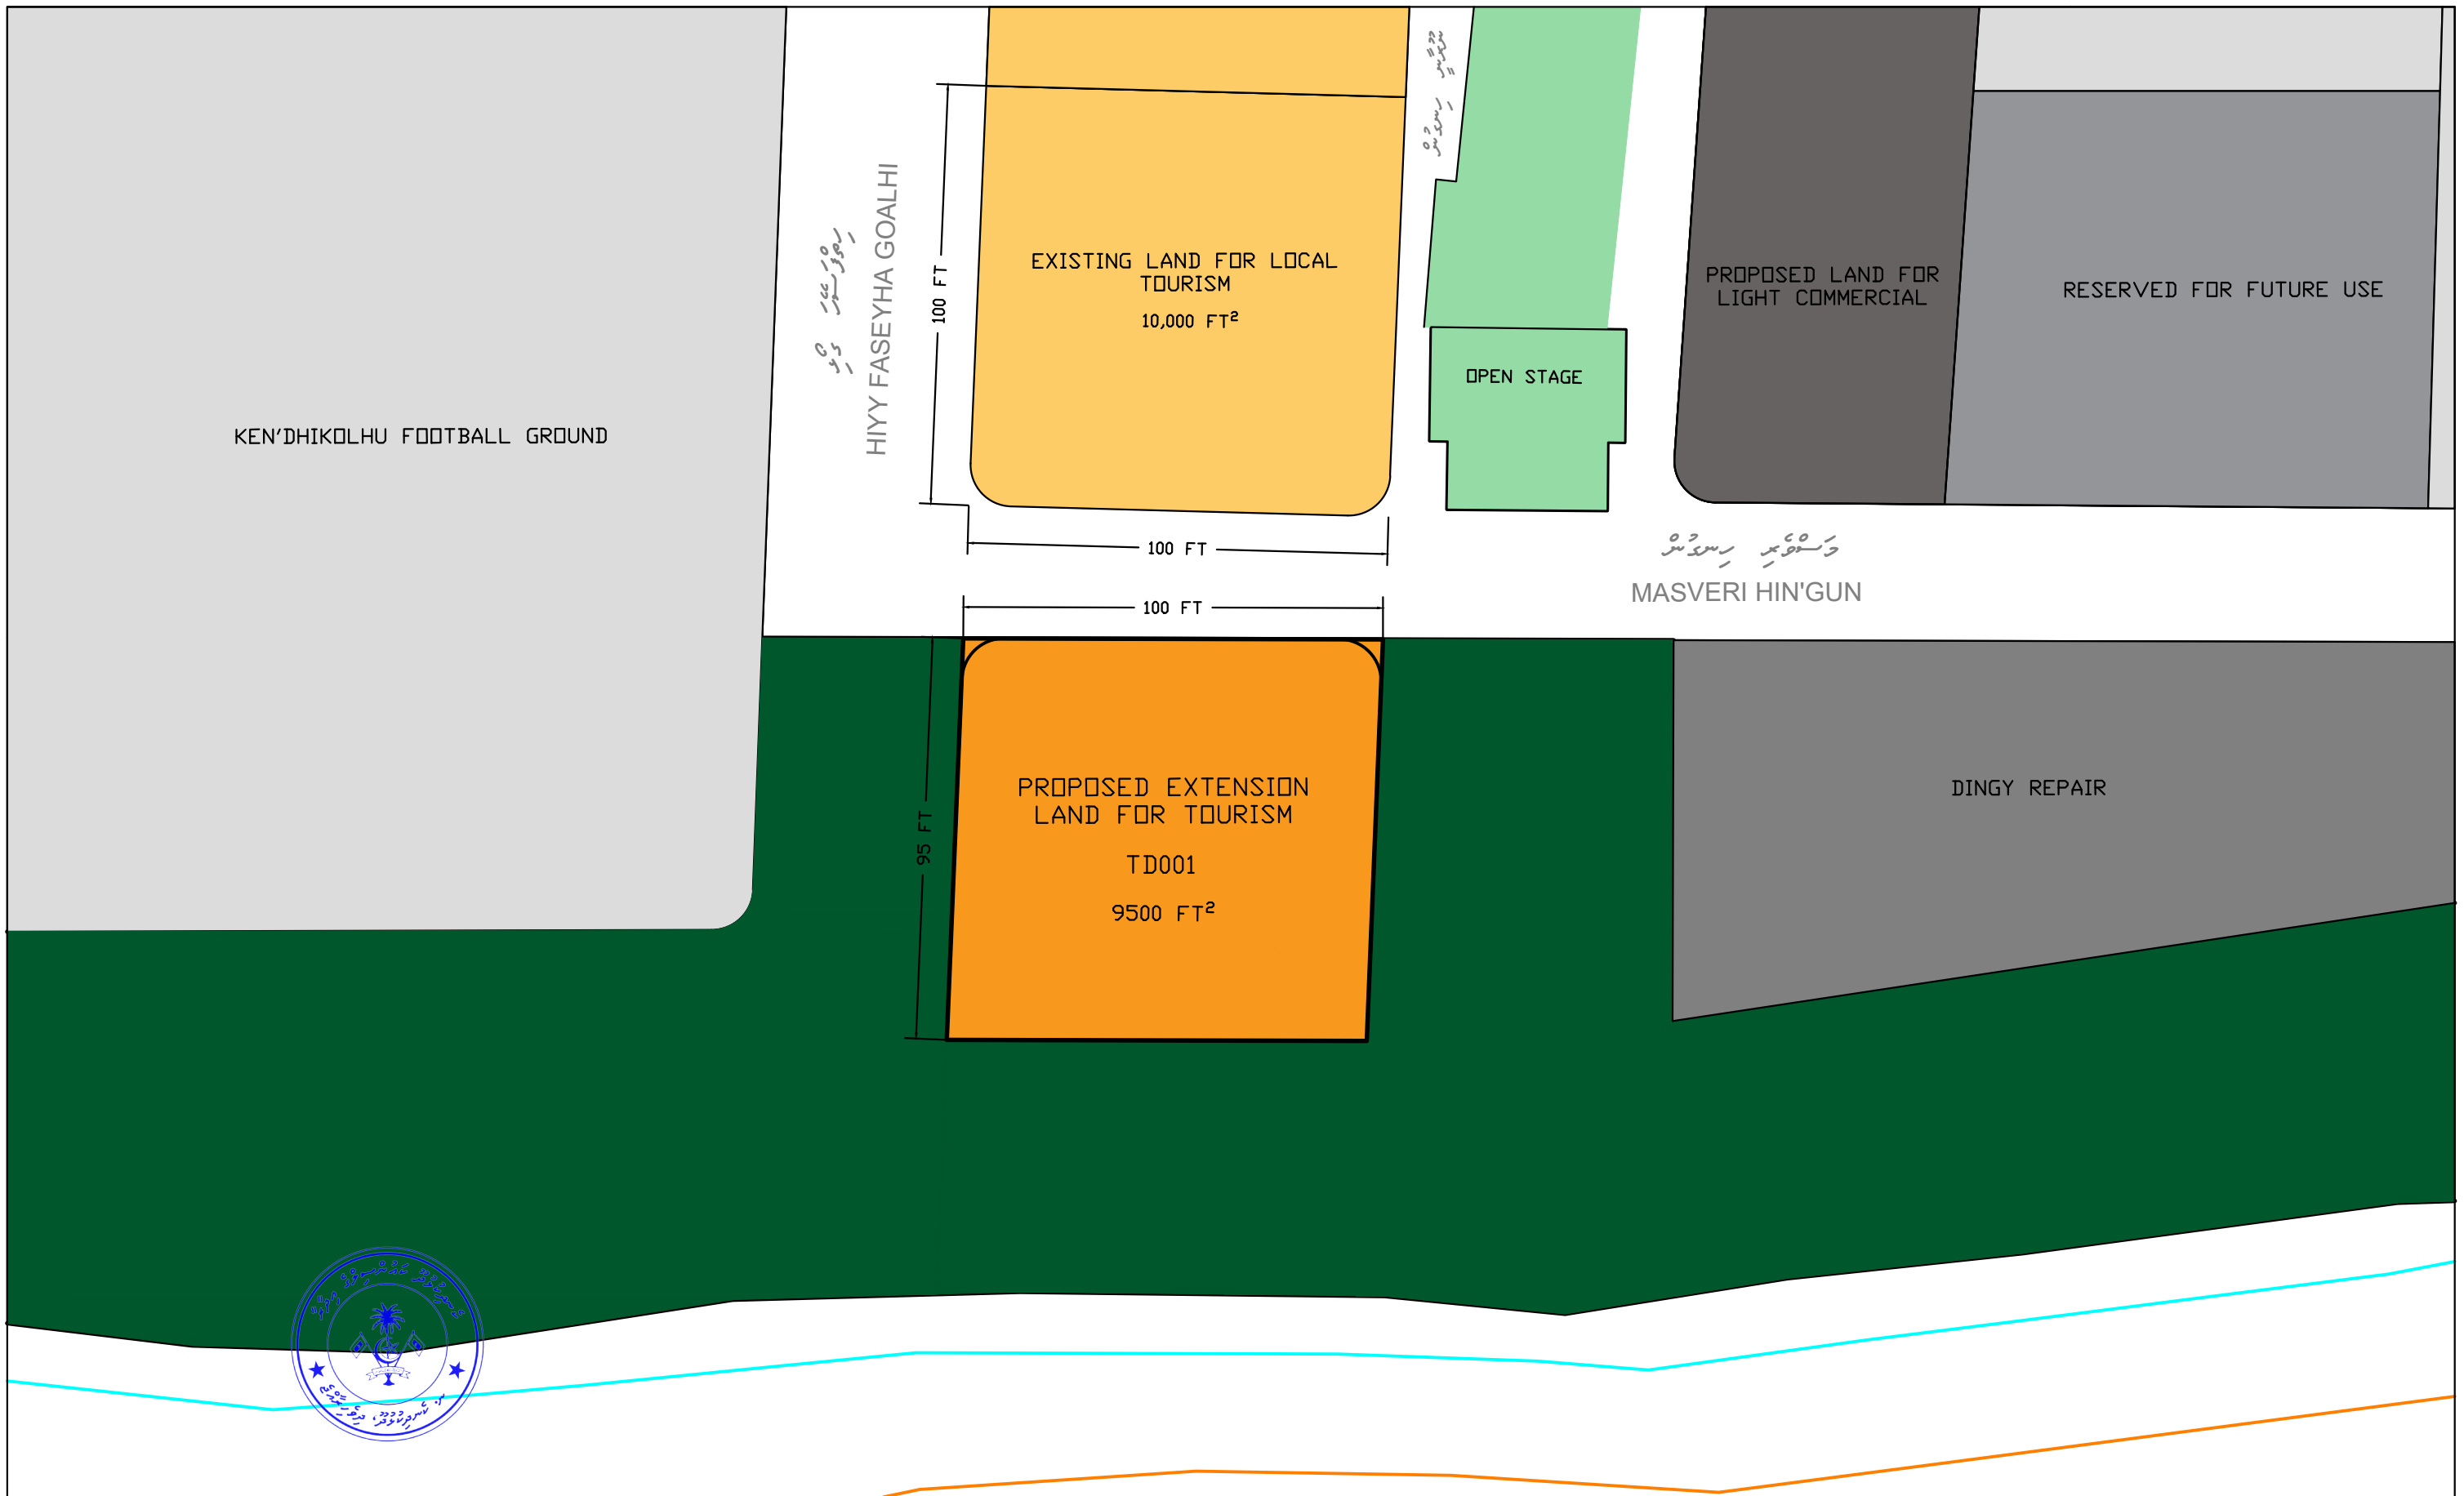 EXISTING LAND FOR LOCAL
TOURISM
10,000 FT²
100 FT
100 FT
HIYY FASEYHA GOALHI
KEN'DHIKOLHU FOOTBALL GROUND
OPEN STAGE
PROPOSED LAND FOR
LIGHT COMMERCIAL
RESERVED FOR FUTURE USE
މަސްވެރި ހިނގުން
MASVERI HIN'GUN
100 FT
95 FT
PROPOSED EXTENSION
LAND FOR TOURISM
TD001
9500 FT²
DINGY REPAIR